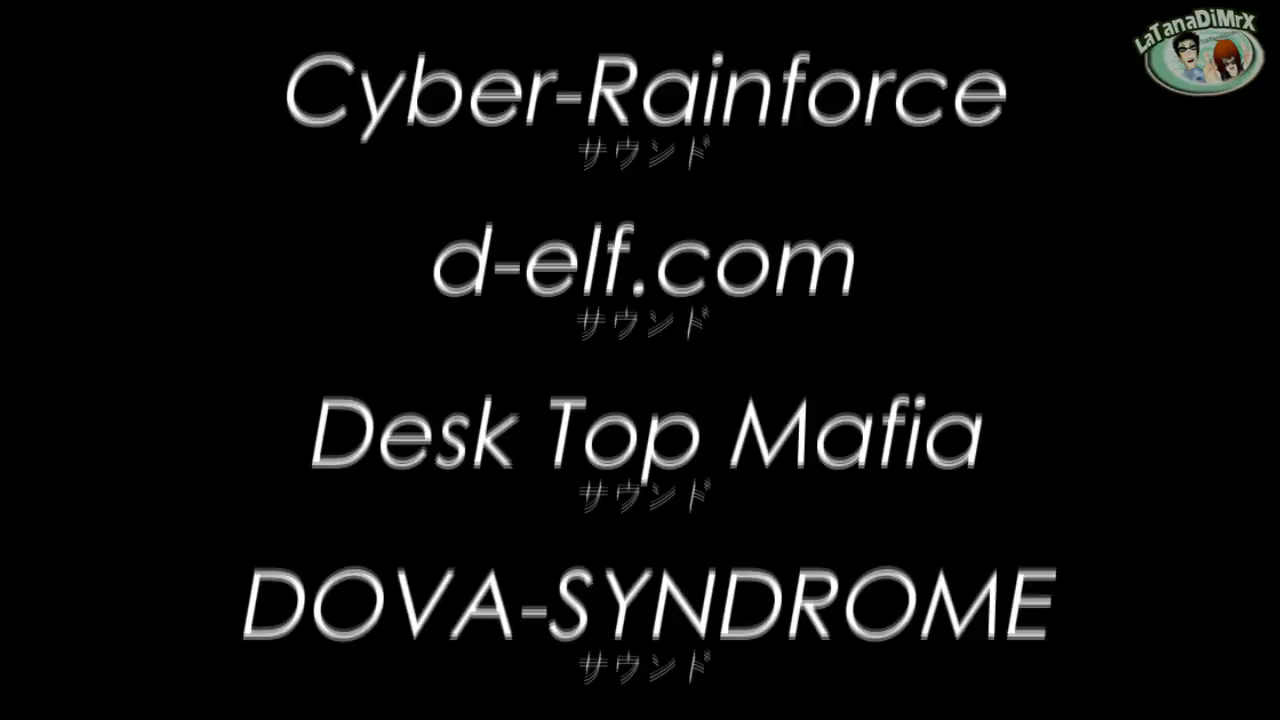 LaTanaDiMrX
Cyber-Rainforce
サウンド
d-elf.com
サウンド
Desk Top Mafia
サウンド
DOVA-SYNDROME
サウンド